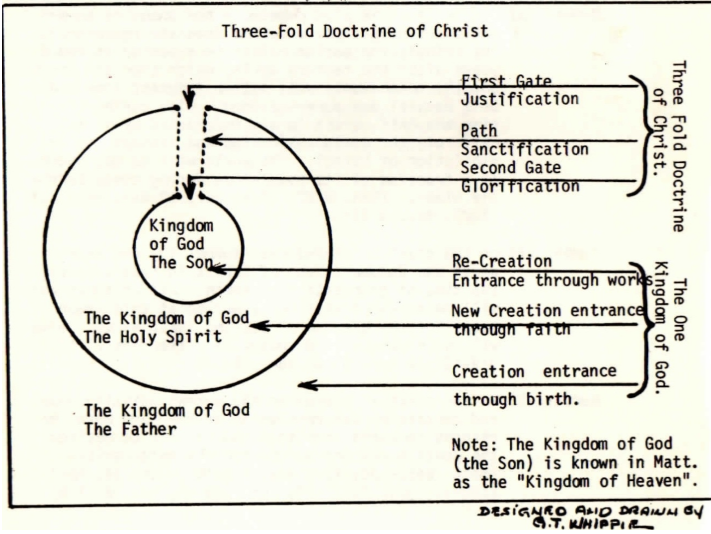 Three-Fold Doctrine of Christ
First Gate
Justification
Path
Sanctification
Second Gate
Glorification
Three Fold Doctrine
of Christ.
Kingdom
of God
The Son
Re-Creation
Entrance through works
New Creation entrance
through faith
Creation entrance
through birth.
The One
Kingdom of God.
The Kingdom of God
The Holy Spirit
The Kingdom of God
The Father
Note: The Kingdom of God
(the Son) is known in Matt.
as the "Kingdom of Heaven".
DESIGNED AND DRAWN BY
G.T. WHIPPLE